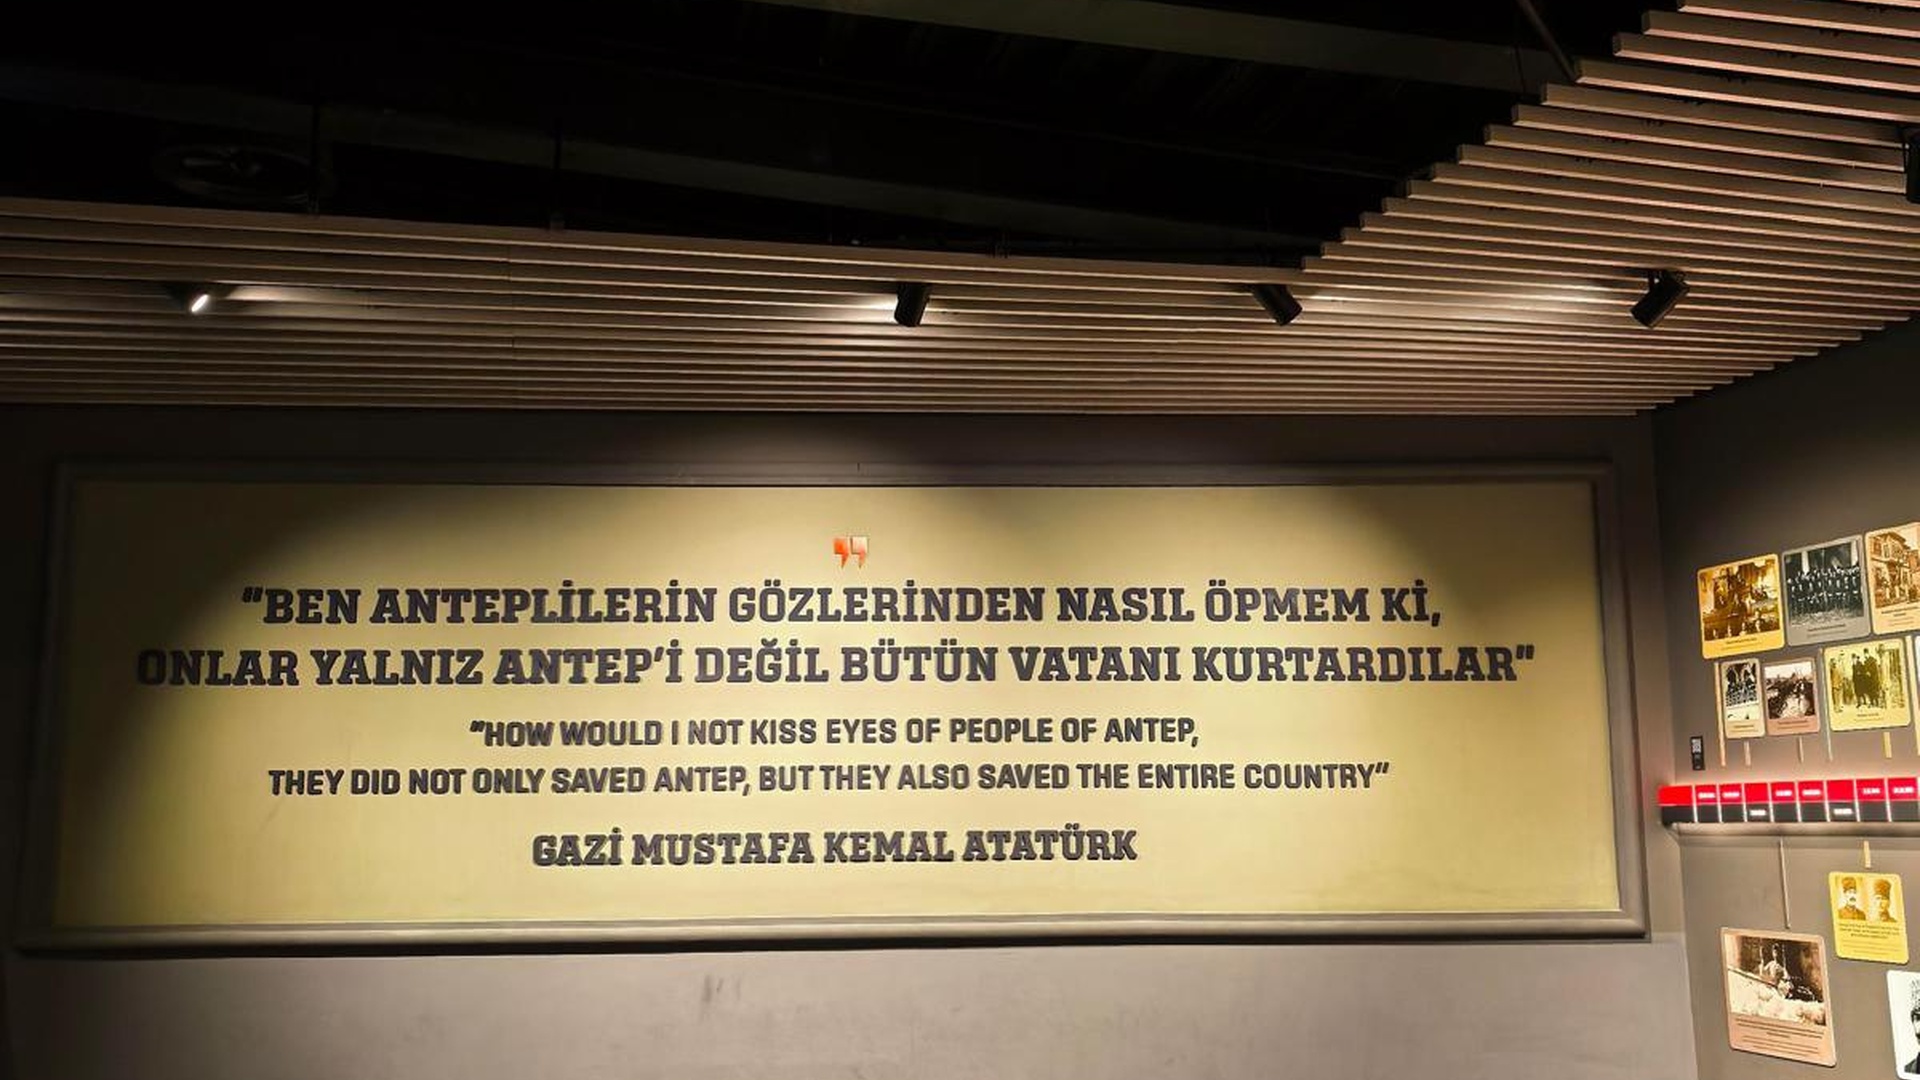 "BEN ANTEPLİLERİN GÖZLERİNDEN NASIL ÖPMEM Kİ,
ONLAR YALNIZ ANTEP'İ DEĞİL BÜTÜN VATANI KURTARDILAR"
"HOW WOULD I NOT KISS EYES OF PEOPLE OF ANTEP,
THEY DID NOT ONLY SAVED ANTEP, BUT THEY ALSO SAVED THE ENTIRE COUNTRY"
GAZİ MUSTAFA KEMAL ATATÜRK